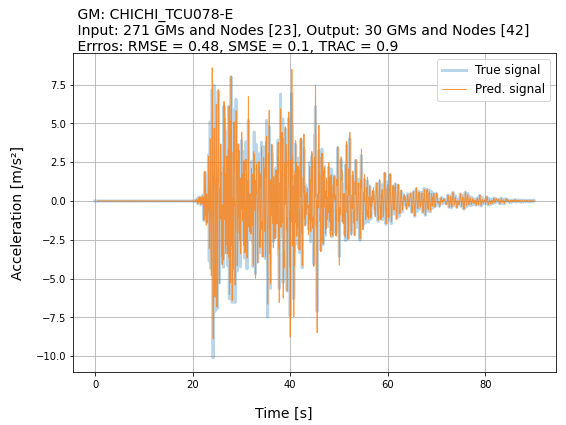 GM: CHICHI_TCU078-E
Input: 271 GMs and Nodes [23], Output: 30 GMs and Nodes [42]
Errros: RMSE = 0.48, SMSE = 0.1, TRAC = 0.9
True signal
Pred. signal
7.5
5.0
2.5
0.0
−2.5
−5.0
−7.5
−10.0
Acceleration [m/s²]
0 20 40 60 80
Time [s]